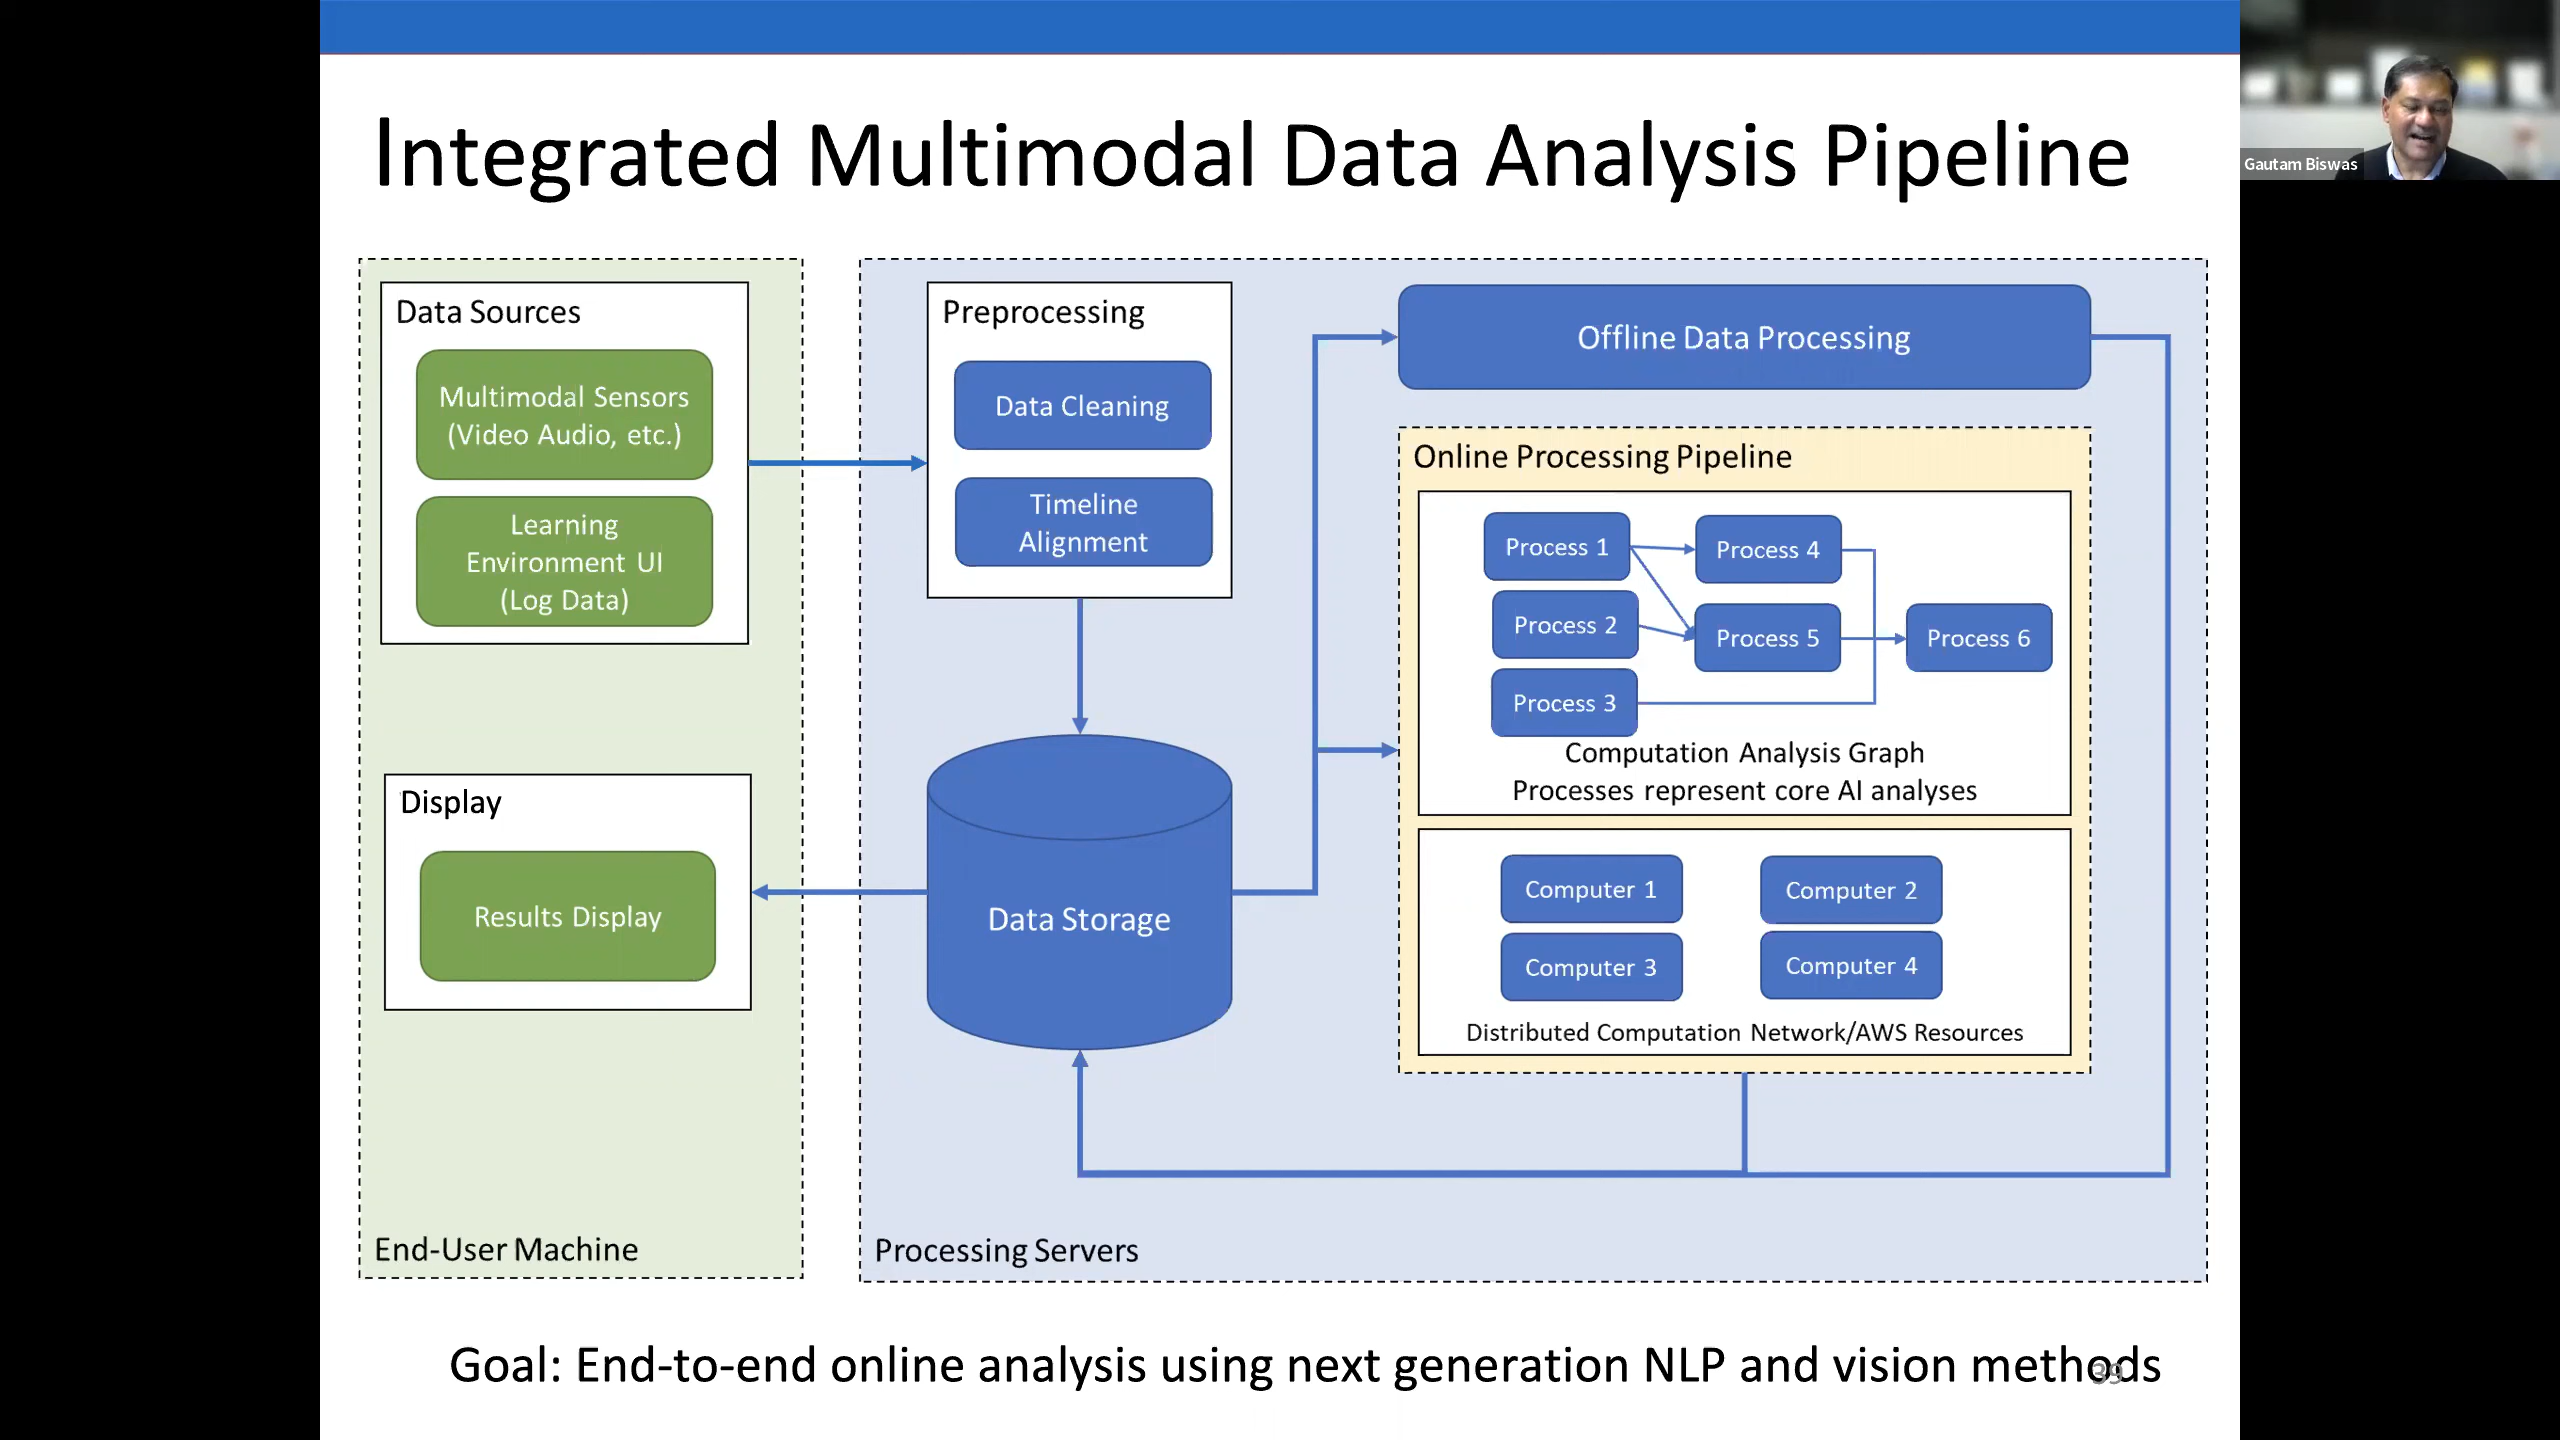 Integrated Multimodal Data Analysis Pipeline
Gautam Biswas
Data Sources
Multimodal Sensors
(Video Audio, etc.)
Learning
Environment UI
(Log Data)
Display
Results Display
End-User Machine
Preprocessing
Data Cleaning
Timeline
Alignment
Data Storage
Offline Data Processing
Online Processing Pipeline
Process 1
Process 4
Process 2
Process 5
Process 6
Process 3
Computation Analysis Graph
Processes represent core AI analyses
Computer 1
Computer 2
Computer 3
Computer 4
Distributed Computation Network/AWS Resources
Processing Servers
Goal: End-to-end online analysis using next generation NLP and vision methods
39